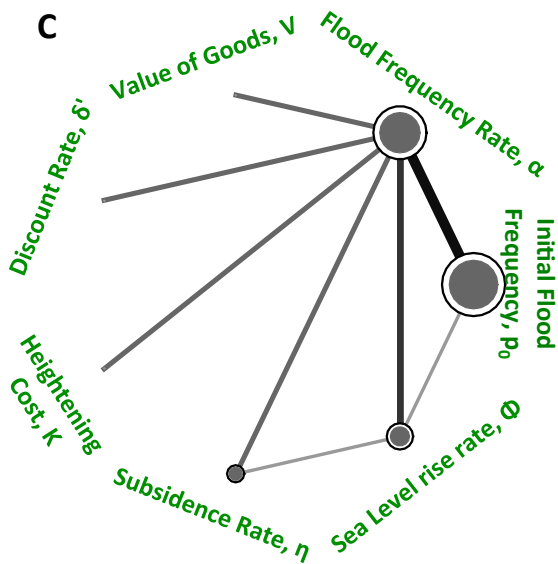 C
Value of Goods, V
Flood Frequency Rate, α
Discount Rate, δ'
Initial Flood
Frequency, p0
Heightening
Cost, K
Subsidence Rate, η
Sea Level rise rate, Φ